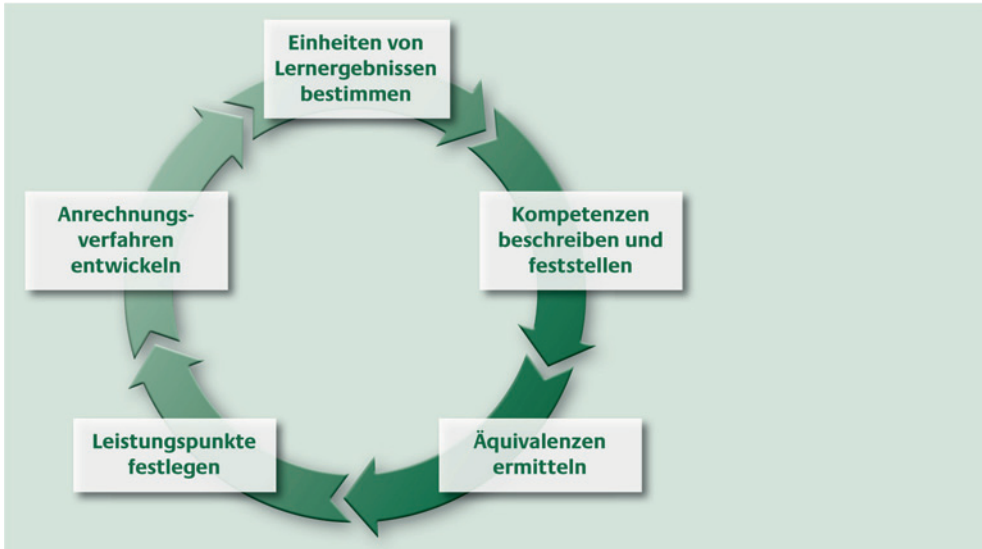 Einheiten von
Lernergebnissen
bestimmen
Kompetenzen
beschreiben und
feststellen
Äquivalenzen
ermitteln
Leistungspunkte
festlegen
Anrechnungs-
verfahren
entwickeln